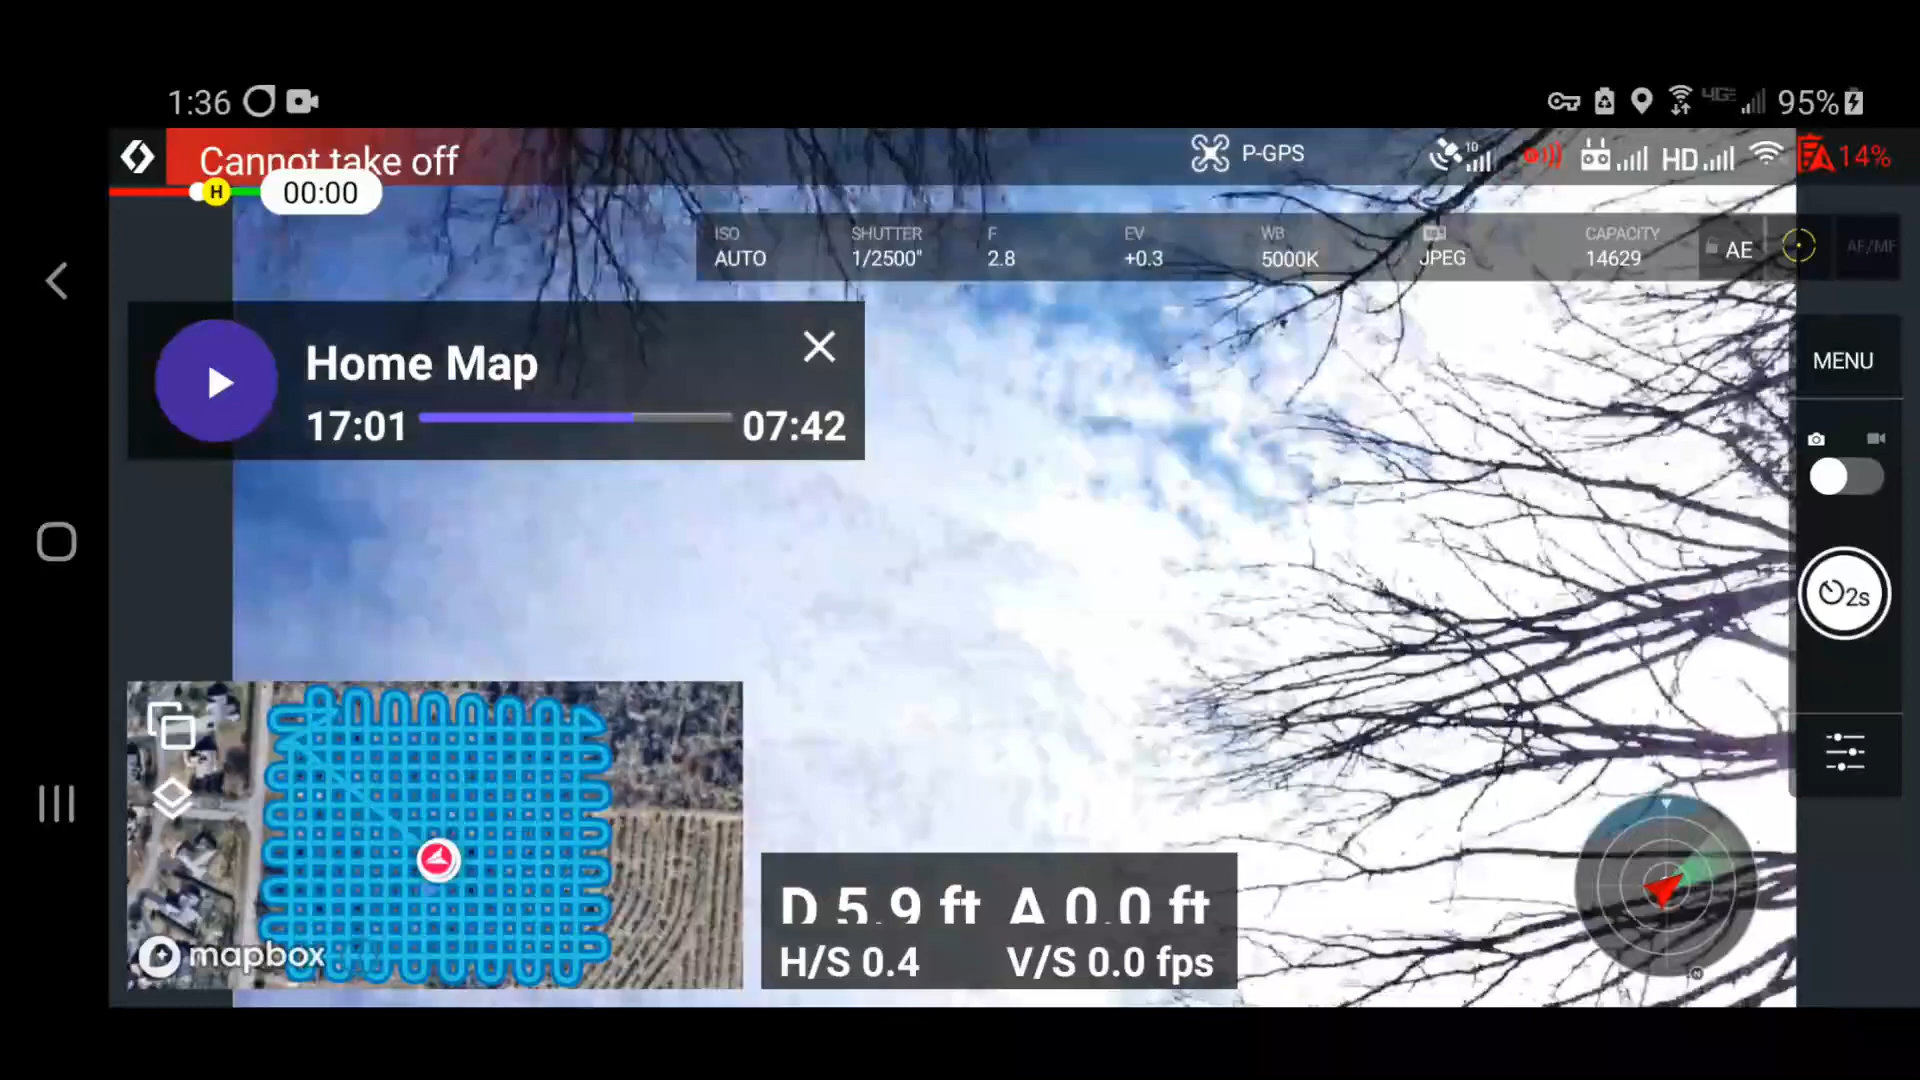 1:36
4GE 95%
Cannot take off
P-GPS
10
HD
14%
H 00:00
ISO SHUTTER F EV WB CAPACITY
AUTO 1/2500" 2.8 +0.3 5000K JPEG 14629
AE AF/MF
Home Map
17:01 07:42
MENU
2s
D 5.9 ft A 0.0 ft
H/S 0.4 V/S 0.0 fps
mapbox
N